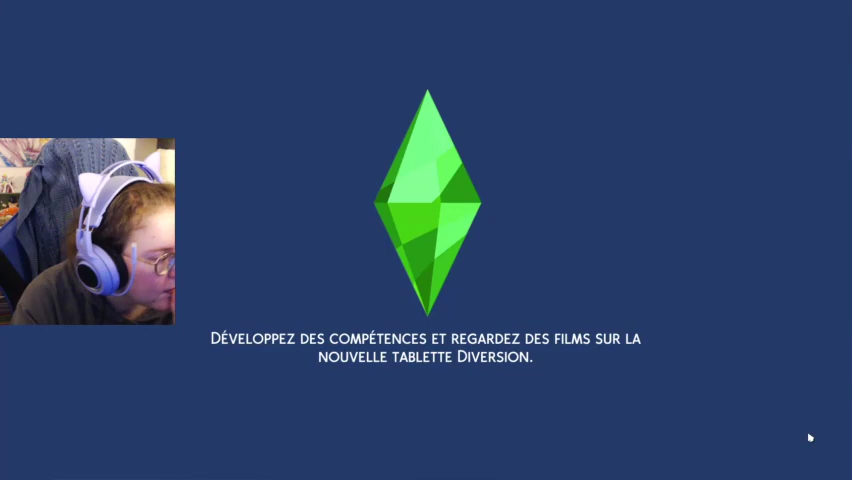 Développez des compétences et regardez des films sur la
nouvelle tablette Diversion.